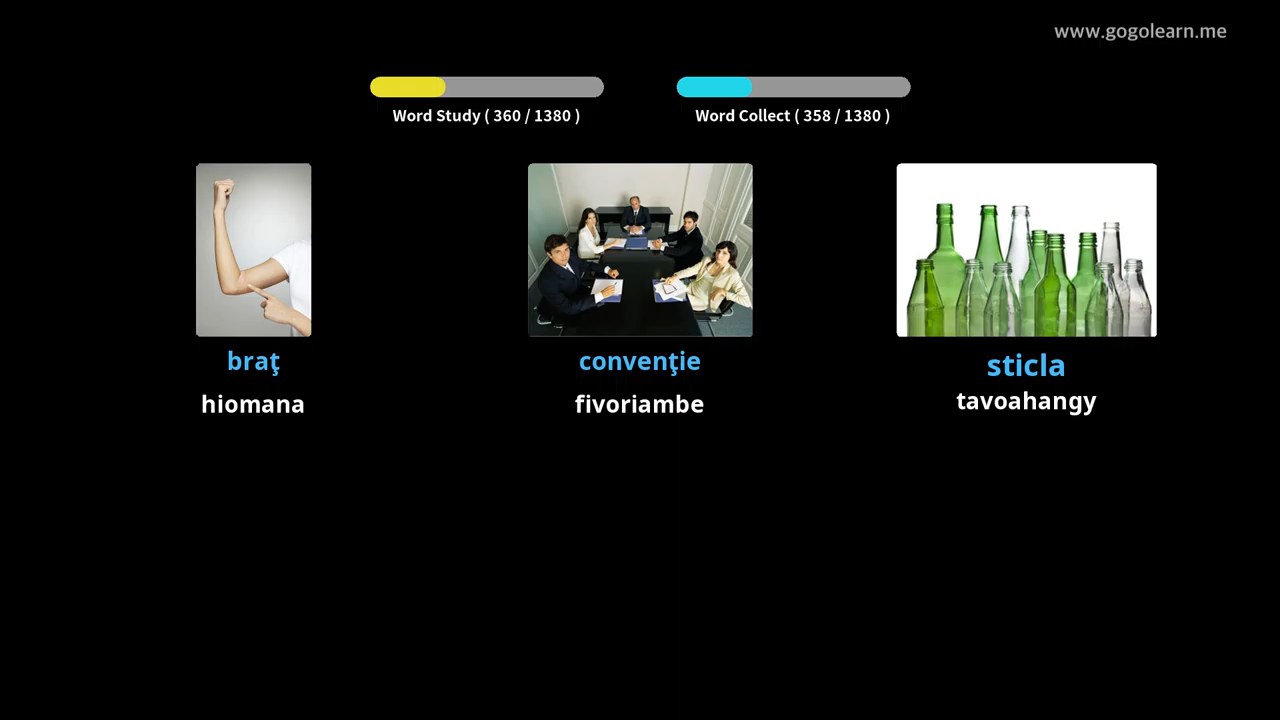 www.gogolearn.me
Word Study ( 360 / 1380 )
Word Collect ( 358 / 1380 )
braţ
convenţie
sticla
hiomana
fivoriambe
tavoahangy